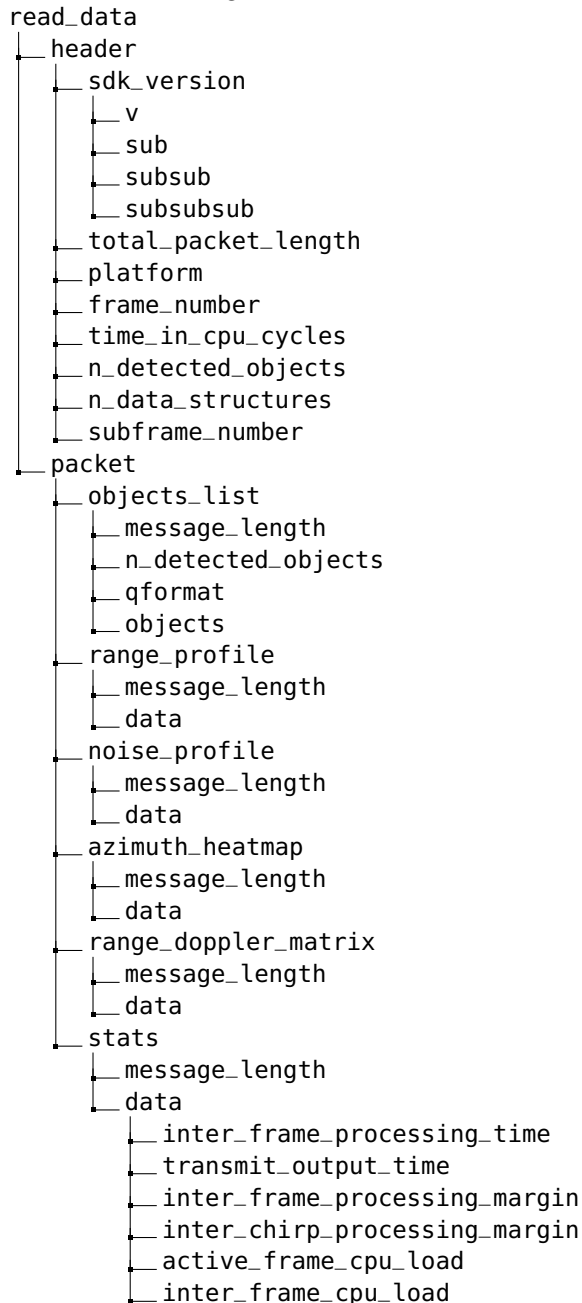 read_data
header
sdk_version
v
sub
subsub
subsubsub
total_packet_length
platform
frame_number
time_in_cpu_cycles
n_detected_objects
n_data_structures
subframe_number
packet
objects_list
message_length
n_detected_objects
qformat
objects
range_profile
message_length
data
noise_profile
message_length
data
azimuth_heatmap
message_length
data
range_doppler_matrix
message_length
data
stats
message_length
data
inter_frame_processing_time
transmit_output_time
inter_frame_processing_margin
inter_chirp_processing_margin
active_frame_cpu_load
inter_frame_cpu_load